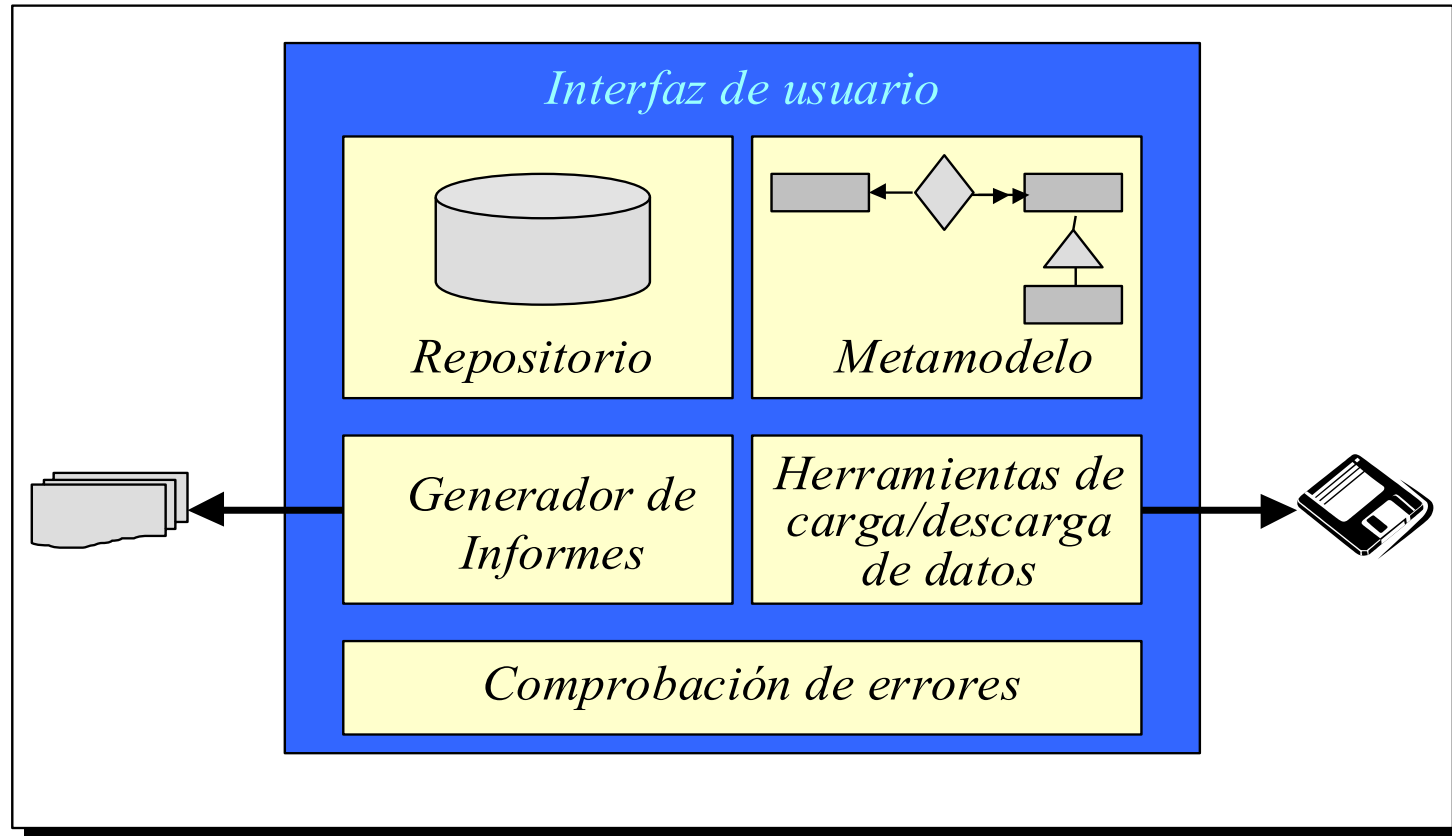 Interfaz de usuario
Repositorio
Metamodelo
Generador de
Informes
Herramientas de
carga/descarga
de datos
Comprobación de errores